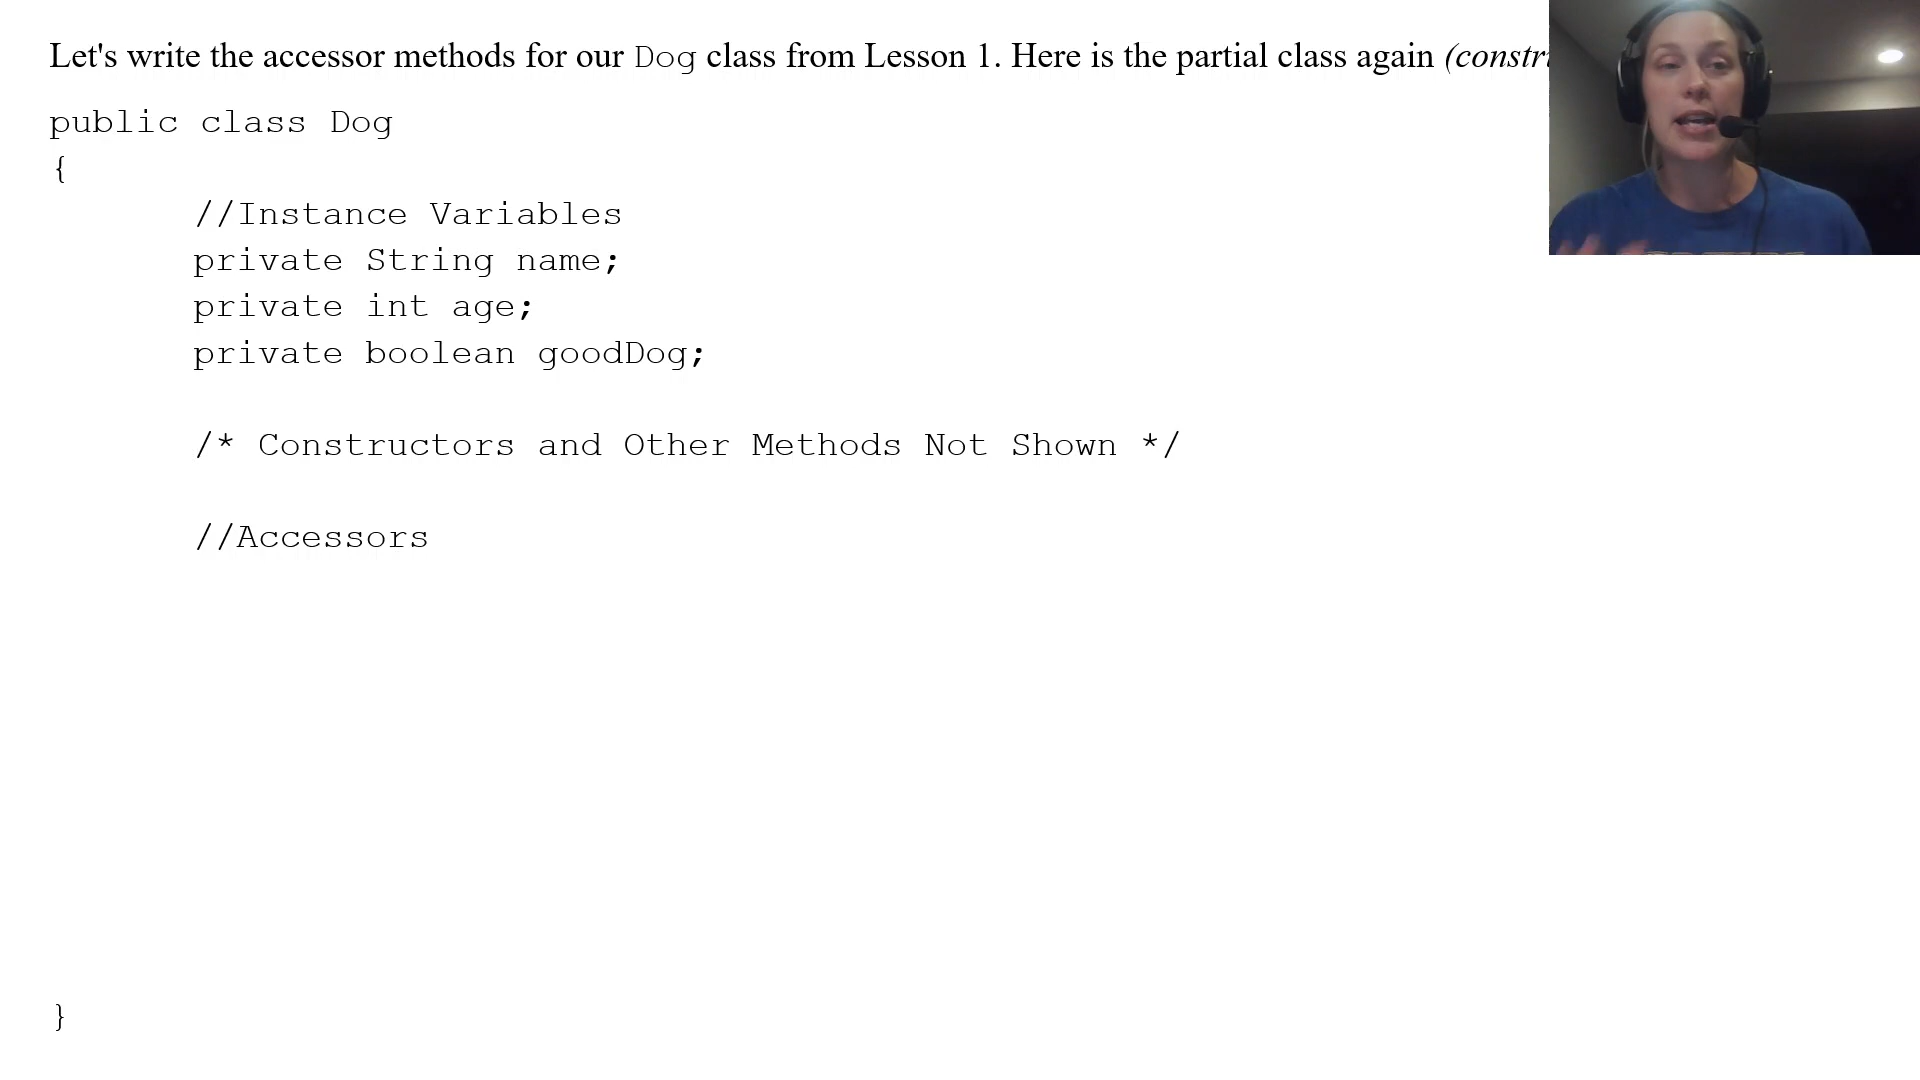 Let's write the accessor methods for our Dog class from Lesson 1. Here is the partial class again
public class Dog
{
//Instance Variables
private String name;
private int age;
private boolean goodDog;
/* Constructors and Other Methods Not Shown */
//Accessors
}